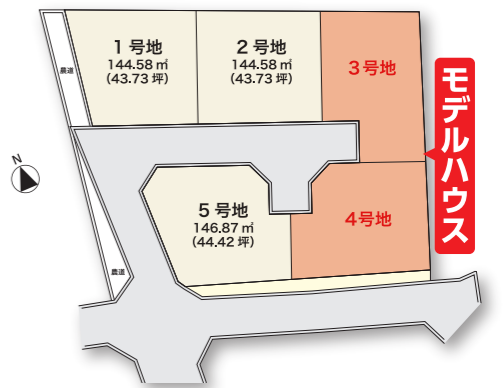 1号地
144.58㎡
(43.73坪)
2号地
144.58㎡
(43.73坪)
3号地
農道
モデルハウス
N
5号地
146.87㎡
(44.42坪)
4号地
農道